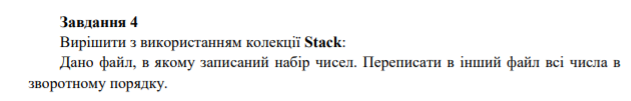 Завдання 4
Вирішити з використанням колекції Stack:
Дано файл, в якому записаний набір чисел. Переписати в інший файл всі числа в
зворотному порядку.